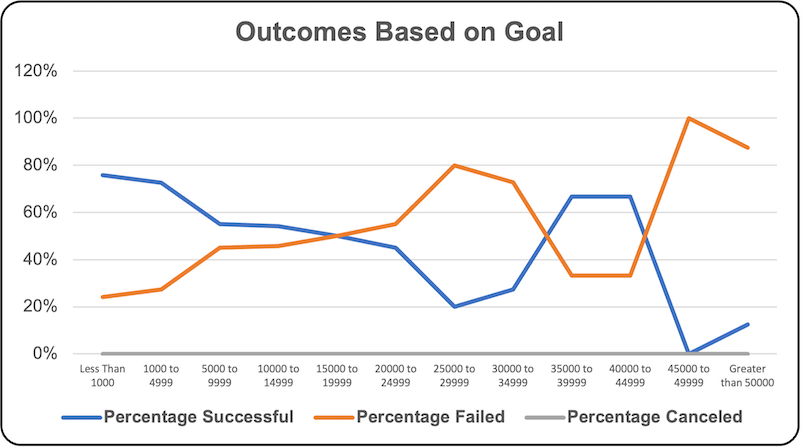 Outcomes Based on Goal
120%
100%
80%
60%
40%
20%
0%
Less Than 1000 to 5000 to 10000 to 15000 to 20000 to 25000 to 30000 to 35000 to 40000 to 45000 to Greater
1000 4999 9999 14999 19999 24999 29999 34999 39999 44999 49999 than 50000
Percentage Successful Percentage Failed Percentage Canceled